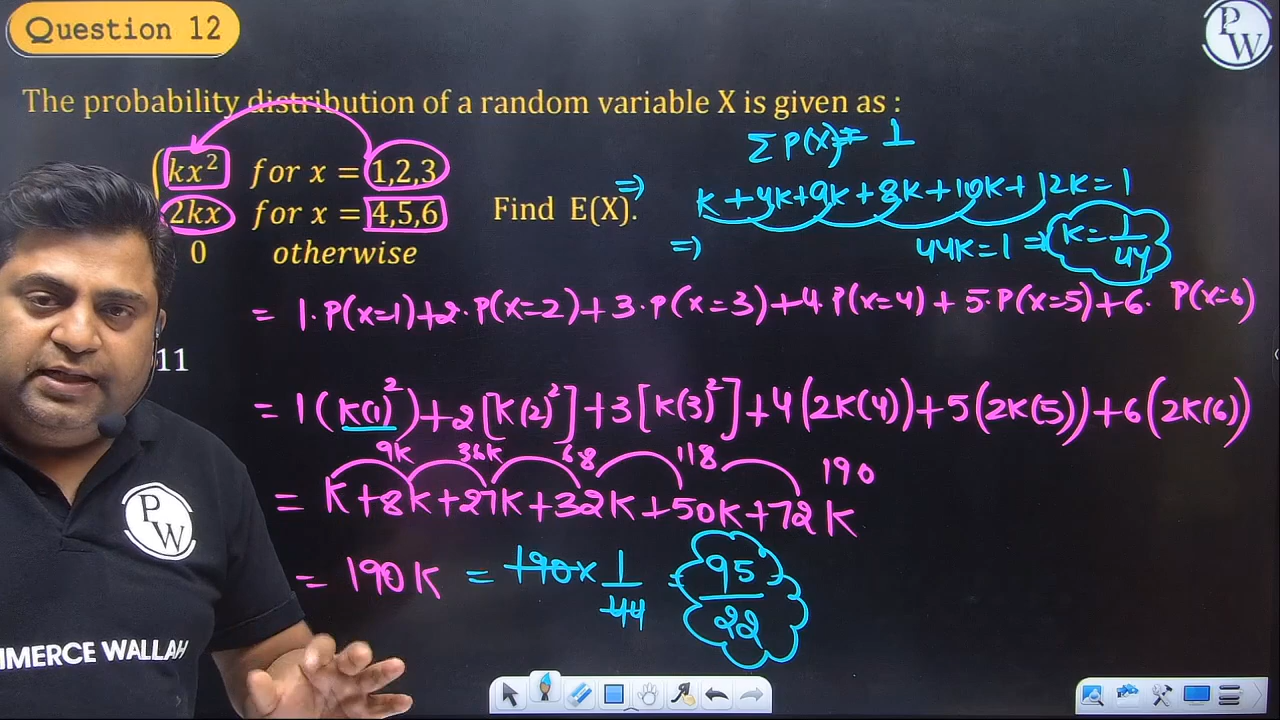 Question 12
PW
The probability distribution of a random variable X is given as :
Σ P(X) = 1
kx² for x = 1,2,3
⇒ K + 4K + 9K + 8K + 10K + 12K = 1
2kx for x = 4,5,6 Find E(X).
⇒ 44K = 1 ⇒ K = 1/44
0 otherwise
= 1·P(x=1) + 2·P(x=2) + 3·P(x=3) + 4·P(x=4) + 5·P(x=5) + 6·P(x=6)
11
= 1(K(1)²) + 2[K(2)²] + 3[K(3)²] + 4(2K(4)) + 5(2K(5)) + 6(2K(6))
9K 36K 68 118 190
= K + 8K + 27K + 32K + 50K + 72K
PW
= 190K = 190 × 1/44 = 95/22
MMERCE WALLAH